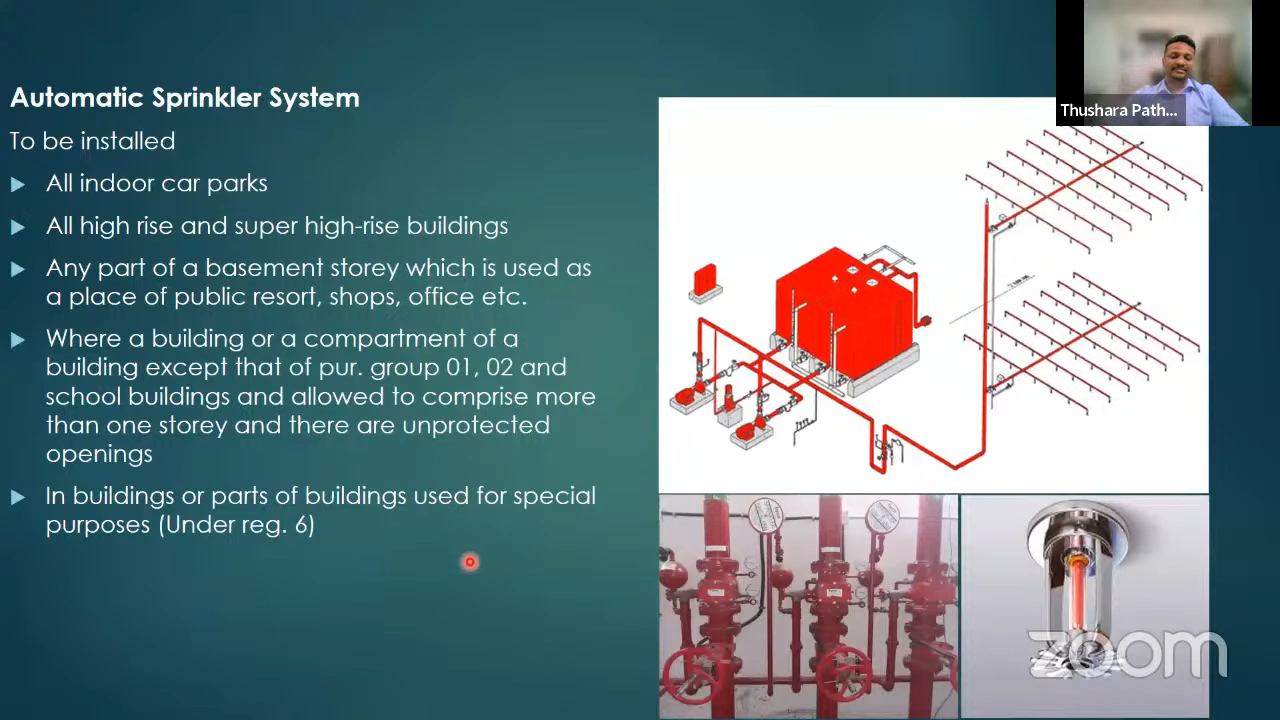 Automatic Sprinkler System
To be installed
All indoor car parks
All high rise and super high-rise buildings
Any part of a basement storey which is used as
a place of public resort, shops, office etc.
Where a building or a compartment of a
building except that of pur. group 01, 02 and
school buildings and allowed to comprise more
than one storey and there are unprotected
openings
In buildings or parts of buildings used for special
purposes (Under reg. 6)
Thushara Path...
zoom